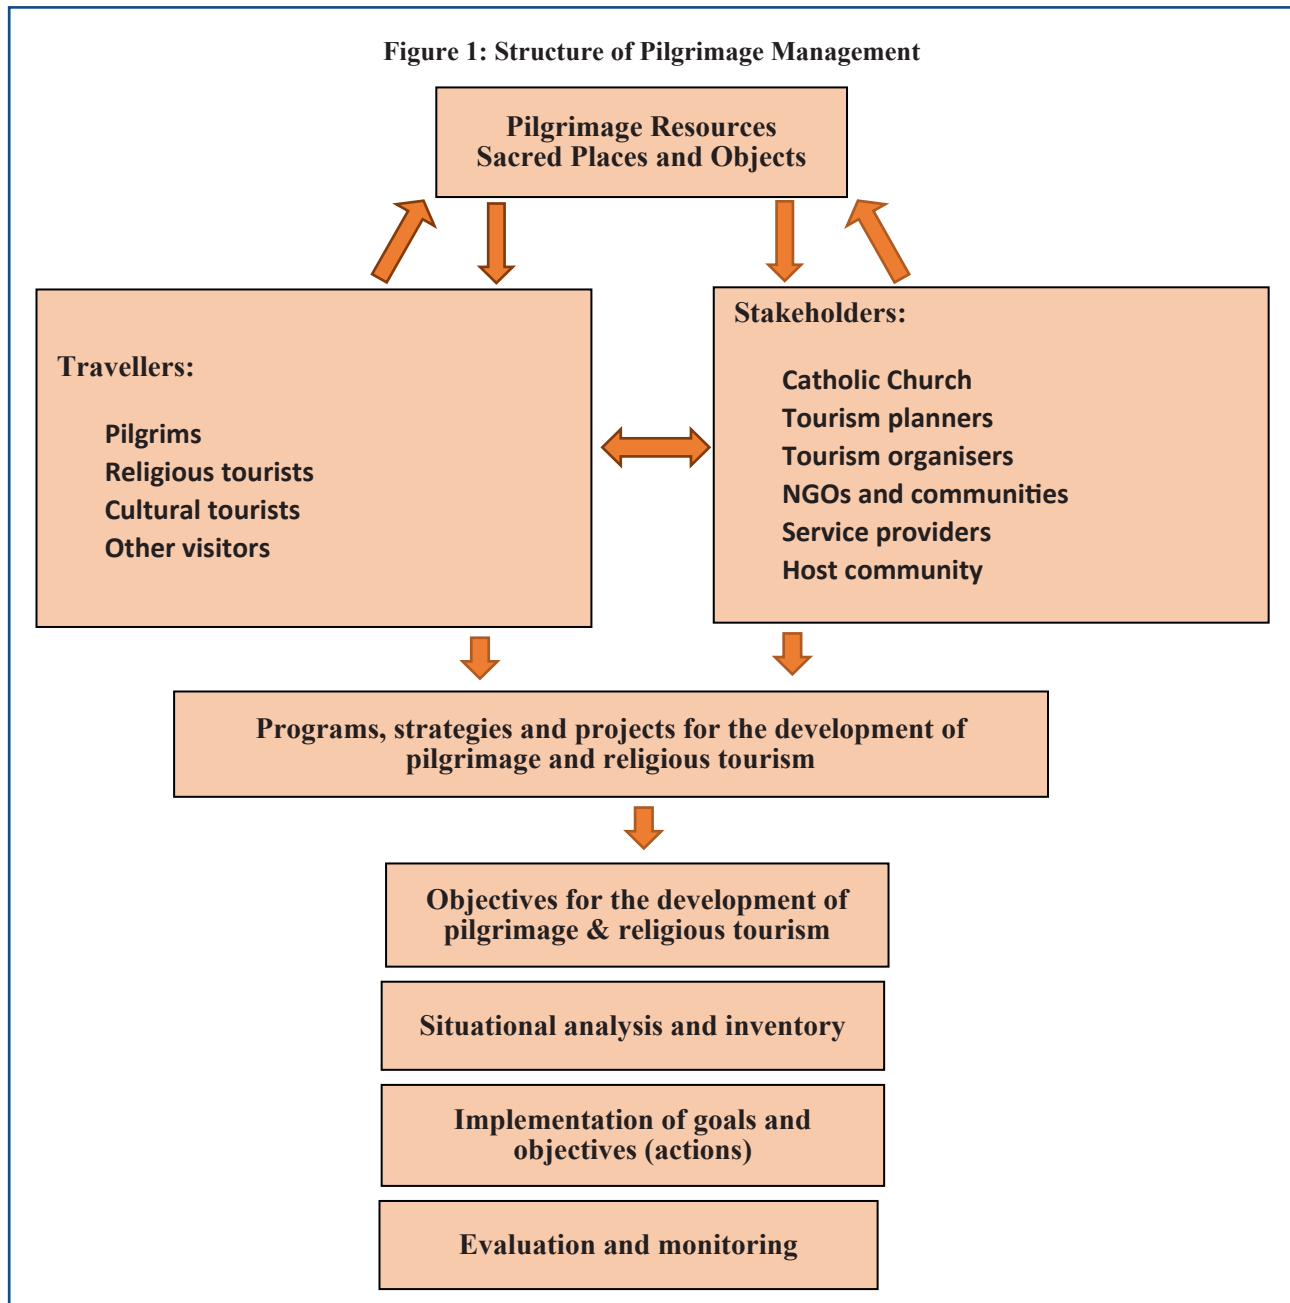 Figure 1: Structure of Pilgrimage Management
Pilgrimage Resources
Sacred Places and Objects
Travellers:
Pilgrims
Religious tourists
Cultural tourists
Other visitors
Stakeholders:
Catholic Church
Tourism planners
Tourism organisers
NGOs and communities
Service providers
Host community
Programs, strategies and projects for the development of
pilgrimage and religious tourism
Objectives for the development of
pilgrimage & religious tourism
Situational analysis and inventory
Implementation of goals and
objectives (actions)
Evaluation and monitoring